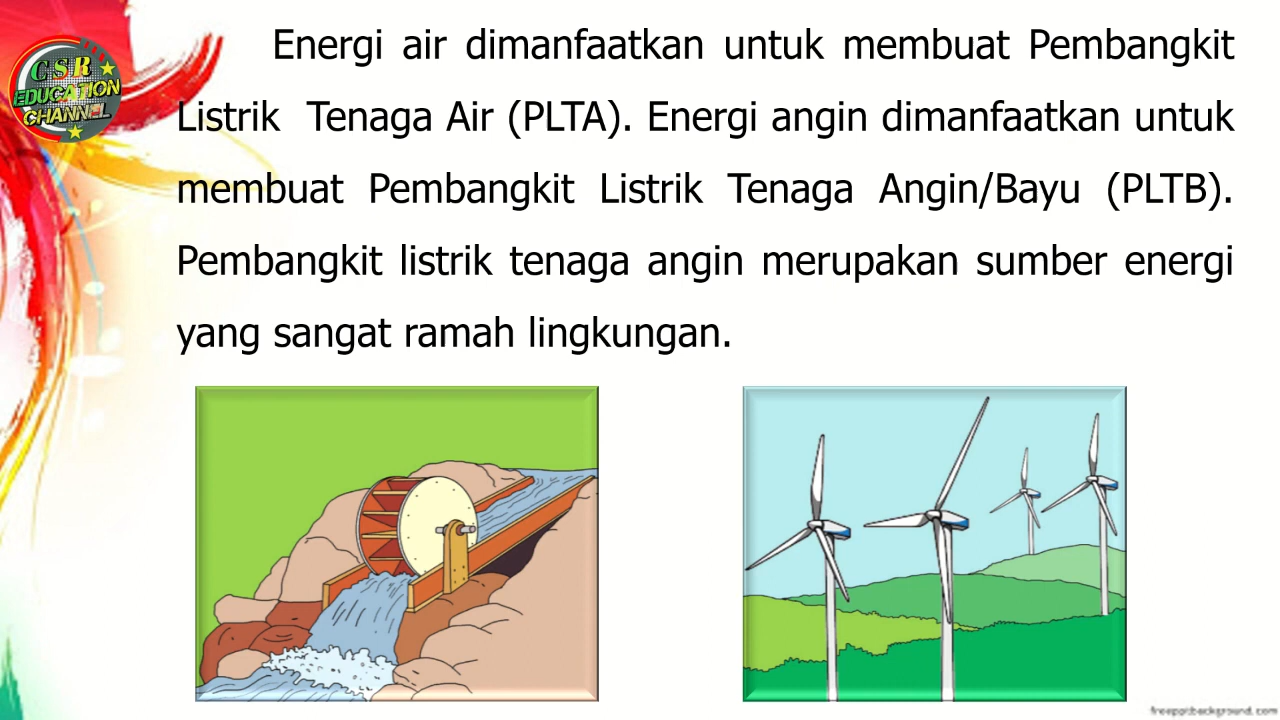 CSR
EDUCATION
CHANNEL
Energi air dimanfaatkan untuk membuat Pembangkit
Listrik Tenaga Air (PLTA). Energi angin dimanfaatkan untuk
membuat Pembangkit Listrik Tenaga Angin/Bayu (PLTB).
Pembangkit listrik tenaga angin merupakan sumber energi
yang sangat ramah lingkungan.
freepptbackground.com